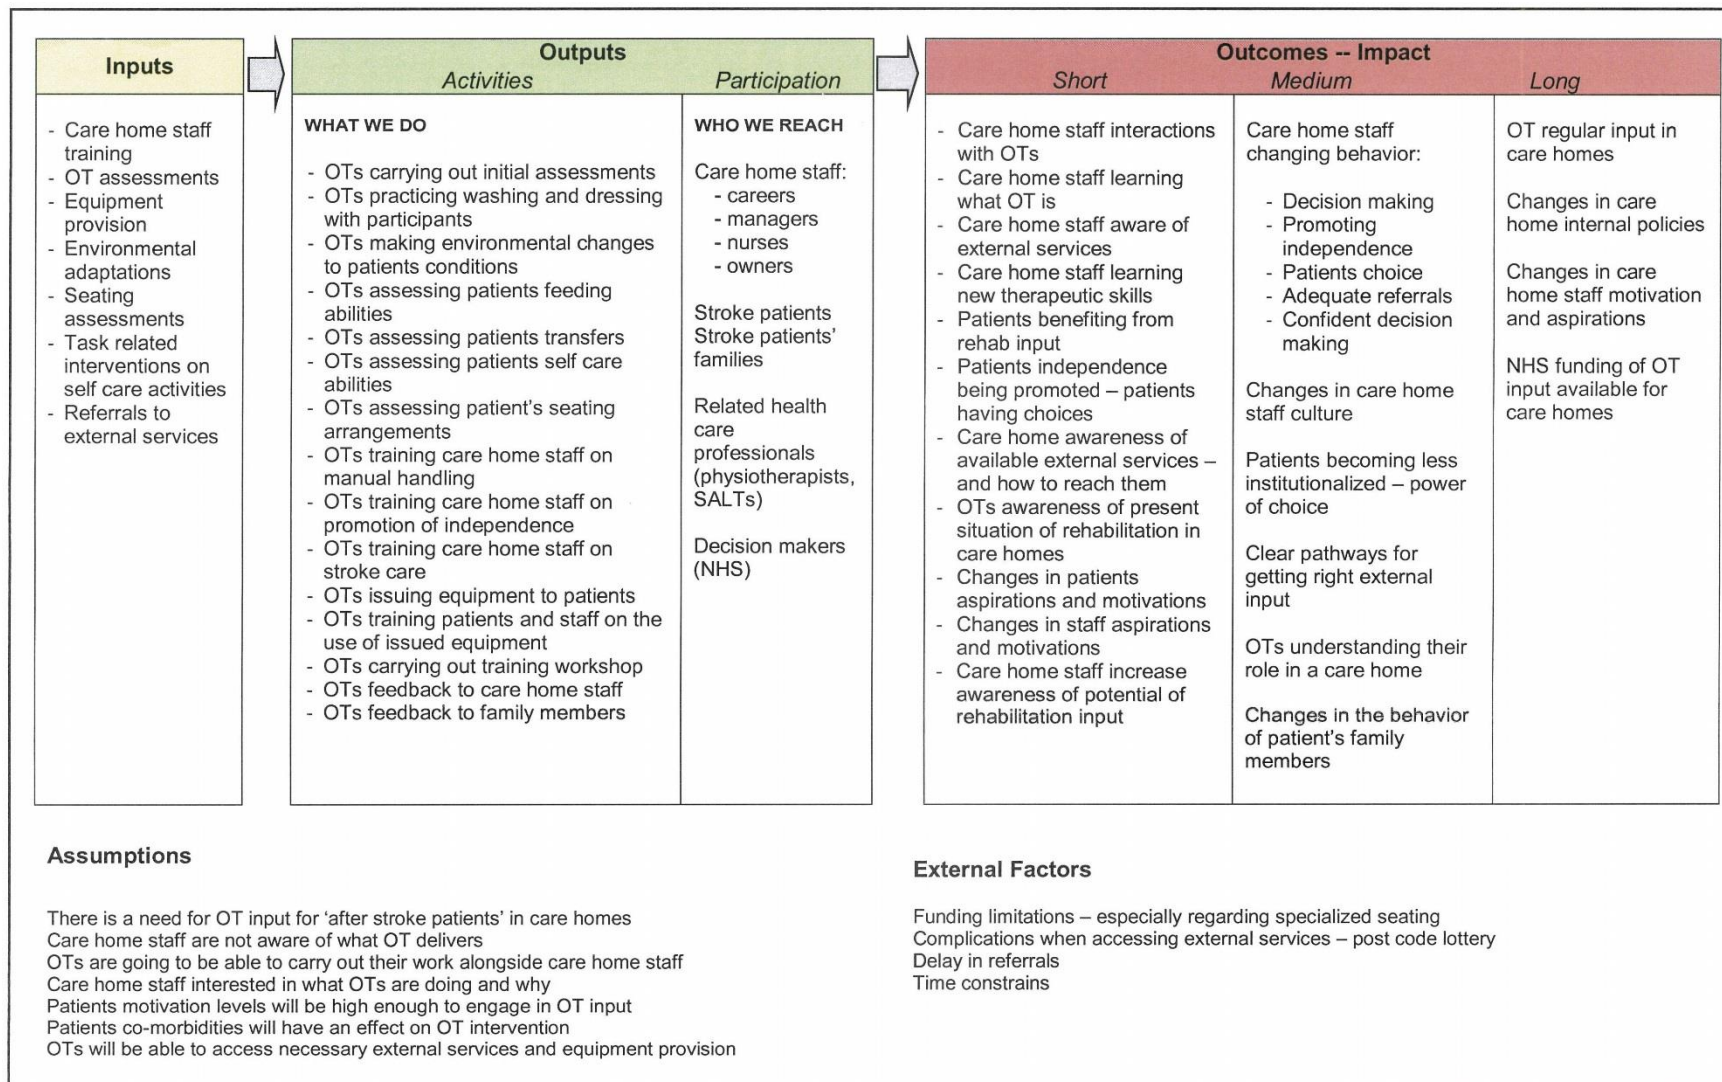 Inputs
- Care home staff
training
- OT assessments
- Equipment
provision
- Environmental
adaptations
- Seating
assessments
- Task related
interventions on
self care activities
- Referrals to
external services
Outputs
Activities
Participation
WHAT WE DO
- OTs carrying out initial assessments
- OTs practicing washing and dressing
with participants
- OTs making environmental changes
to patients conditions
- OTs assessing patients feeding
abilities
- OTs assessing patients transfers
- OTs assessing patients self care
abilities
- OTs assessing patient's seating
arrangements
- OTs training care home staff on
manual handling
- OTs training care home staff on
promotion of independence
- OTs training care home staff on
stroke care
- OTs issuing equipment to patients
- OTs training patients and staff on the
use of issued equipment
- OTs carrying out training workshop
- OTs feedback to care home staff
- OTs feedback to family members
WHO WE REACH
Care home staff:
- careers
- managers
- nurses
- owners
Stroke patients
Stroke patients'
families
Related health
care
professionals
(physiotherapists,
SALTs)
Decision makers
(NHS)
Outcomes -- Impact
Short
Medium
Long
- Care home staff interactions
with OTs
- Care home staff learning
what OT is
- Care home staff aware of
external services
- Care home staff learning
new therapeutic skills
- Patients benefiting from
rehab input
- Patients independence
being promoted – patients
having choices
- Care home awareness of
available external services –
and how to reach them
- OTs awareness of present
situation of rehabilitation in
care homes
- Changes in patients
aspirations and motivations
- Changes in staff aspirations
and motivations
- Care home staff increase
awareness of potential of
rehabilitation input
Care home staff
changing behavior:
- Decision making
- Promoting
independence
- Patients choice
- Adequate referrals
- Confident decision
making
Changes in care home
staff culture
Patients becoming less
institutionalized – power
of choice
Clear pathways for
getting right external
input
OTs understanding their
role in a care home
Changes in the behavior
of patient's family
members
OT regular input in
care homes
Changes in care
home internal policies
Changes in care
home staff motivation
and aspirations
NHS funding of OT
input available for
care homes
Assumptions
There is a need for OT input for 'after stroke patients' in care homes
Care home staff are not aware of what OT delivers
OTs are going to be able to carry out their work alongside care home staff
Care home staff interested in what OTs are doing and why
Patients motivation levels will be high enough to engage in OT input
Patients co-morbidities will have an effect on OT intervention
OTs will be able to access necessary external services and equipment provision
External Factors
Funding limitations – especially regarding specialized seating
Complications when accessing external services – post code lottery
Delay in referrals
Time constrains